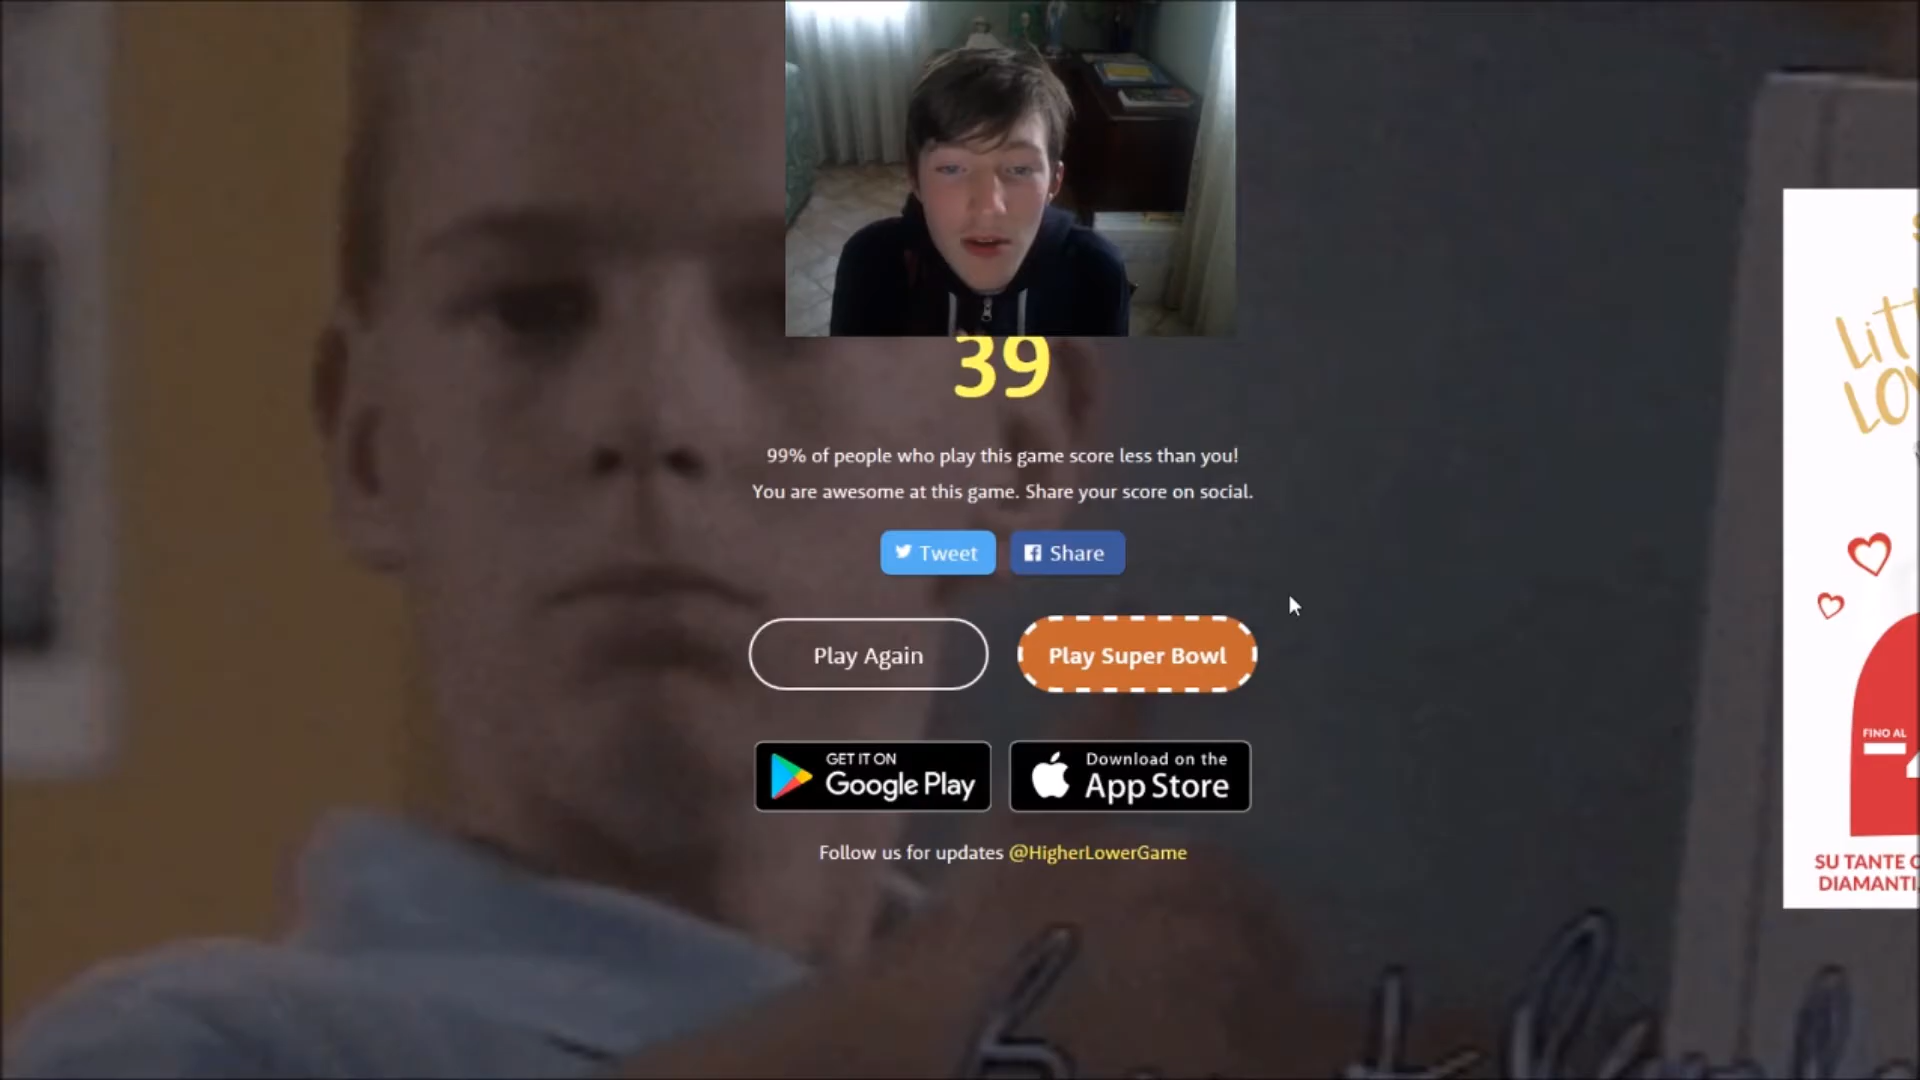 39
99% of people who play this game score less than you!
You are awesome at this game. Share your score on social.
Tweet
Share
Play Again
Play Super Bowl
GET IT ON
Google Play
Download on the
App Store
Follow us for updates @HigherLowerGame
FINO AL
SU TANTE
DIAMANTI